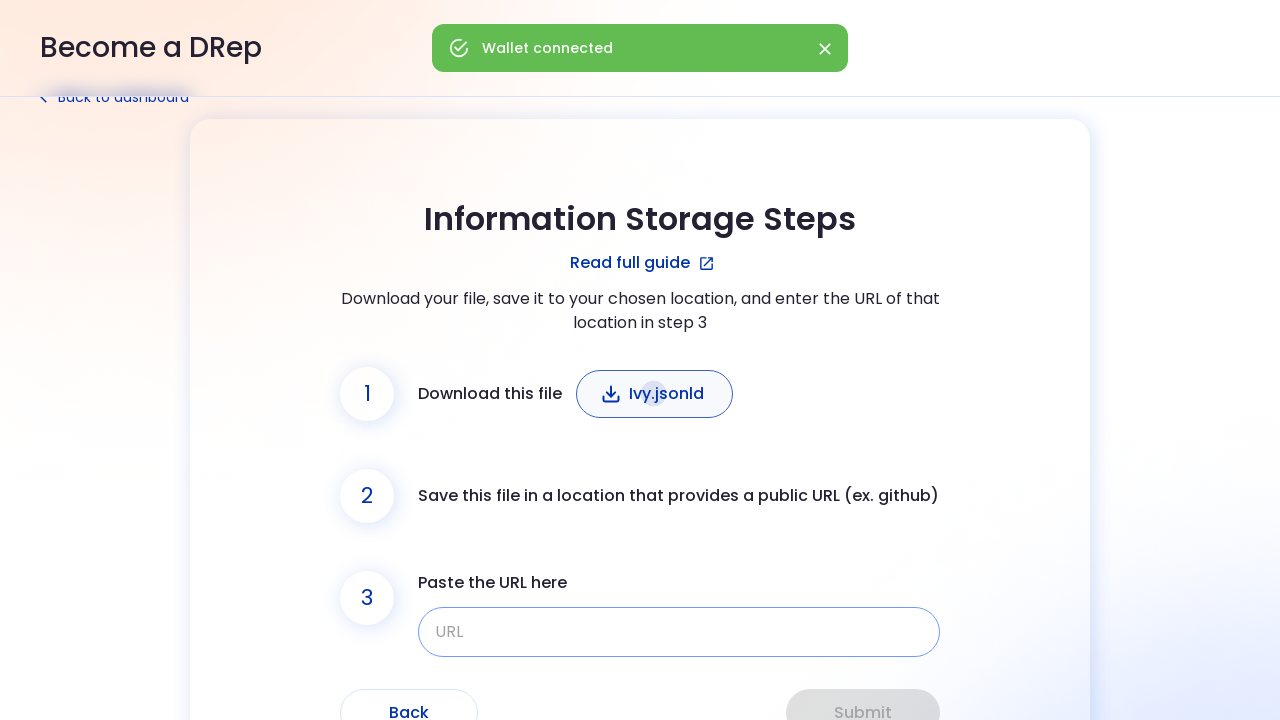 Become a DRep
Wallet connected
Back to dashboard
Information Storage Steps
Read full guide
Download your file, save it to your chosen location, and enter the URL of that
location in step 3
1
Download this file
Ivy.jsonld
2
Save this file in a location that provides a public URL (ex. github)
3
Paste the URL here
URL
Back
Submit